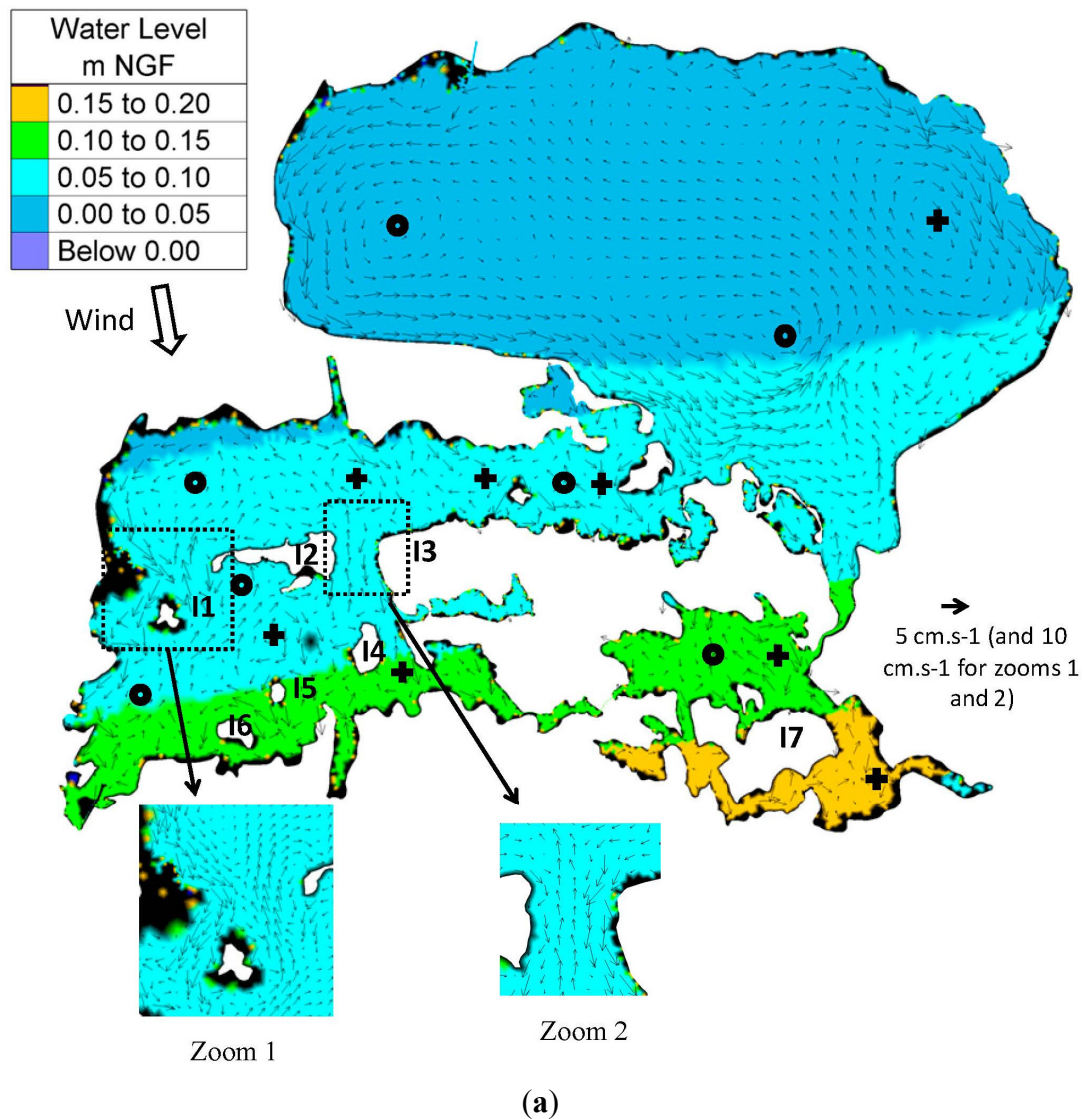 Water Level
m NGF
0.15 to 0.20
0.10 to 0.15
0.05 to 0.10
0.00 to 0.05
Below 0.00
Wind
I1
I2
I3
I4
I5
I6
I7
5 cm.s-1 (and 10
cm.s-1 for zooms 1
and 2)
Zoom 1
Zoom 2
(a)